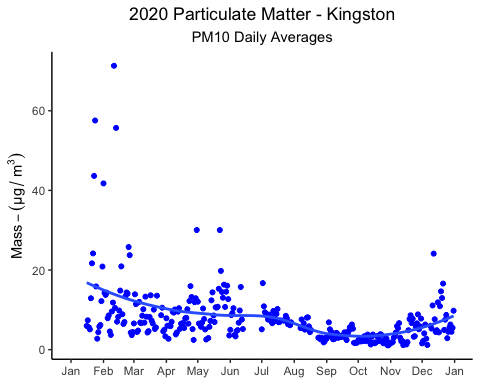 2020 Particulate Matter - Kingston
PM10 Daily Averages
Mass – (μg / m³)
60
40
20
0
Jan Feb Mar Apr May Jun Jul Aug Sep Oct Nov Dec Jan